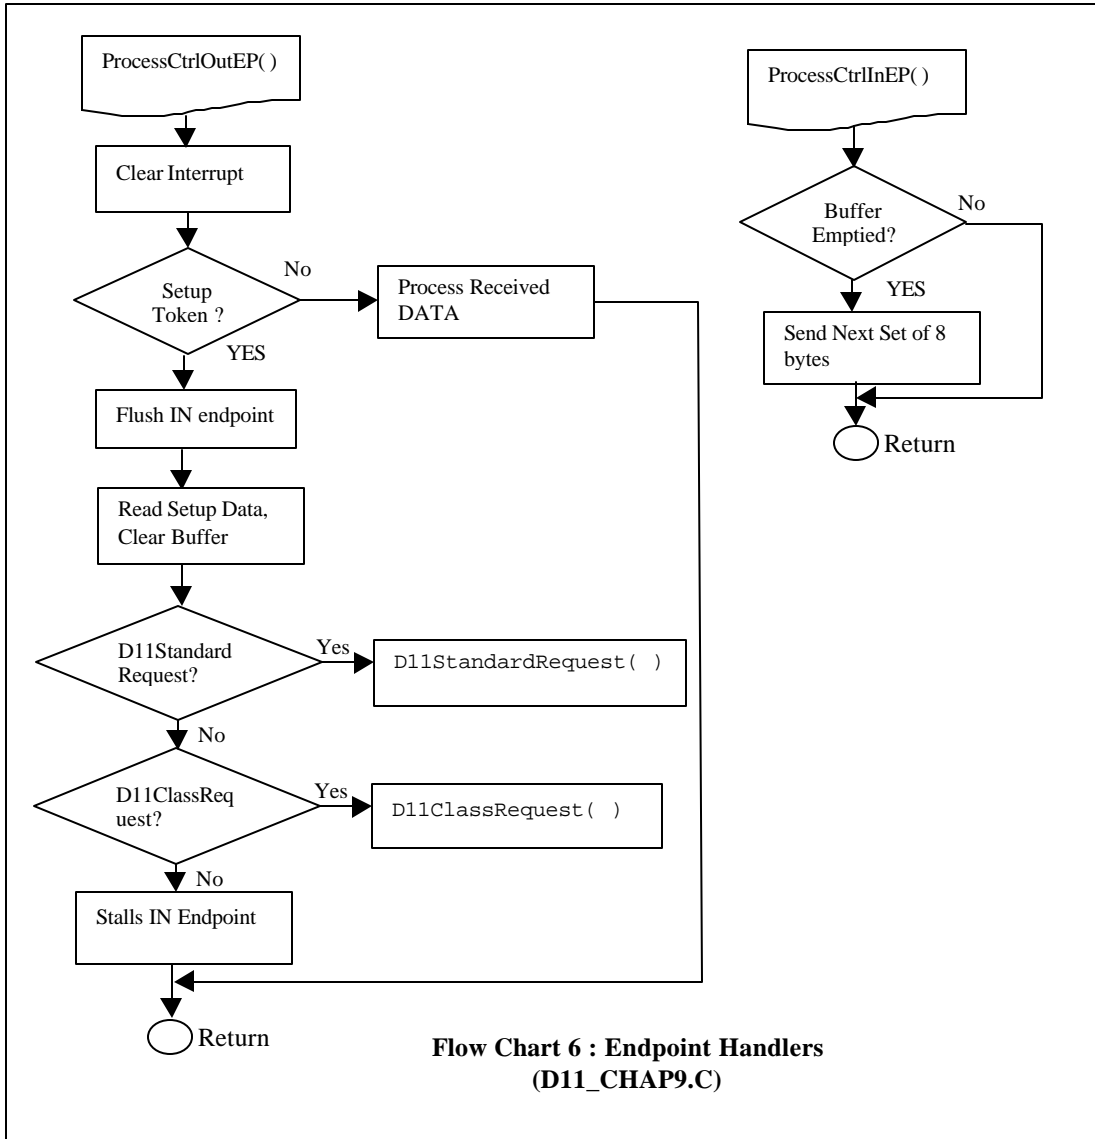 ProcessCtrlOutEP( )
Clear Interrupt
Setup
Token ?
No
Process Received
DATA
YES
Flush IN endpoint
Read Setup Data,
Clear Buffer
D11Standard
Request?
Yes
D11StandardRequest( )
No
D11ClassReq
uest?
Yes
D11ClassRequest( )
No
Stalls IN Endpoint
Return
ProcessCtrlInEP( )
Buffer
Emptied?
No
YES
Send Next Set of 8
bytes
Return
Flow Chart 6 : Endpoint Handlers
(D11_CHAP9.C)